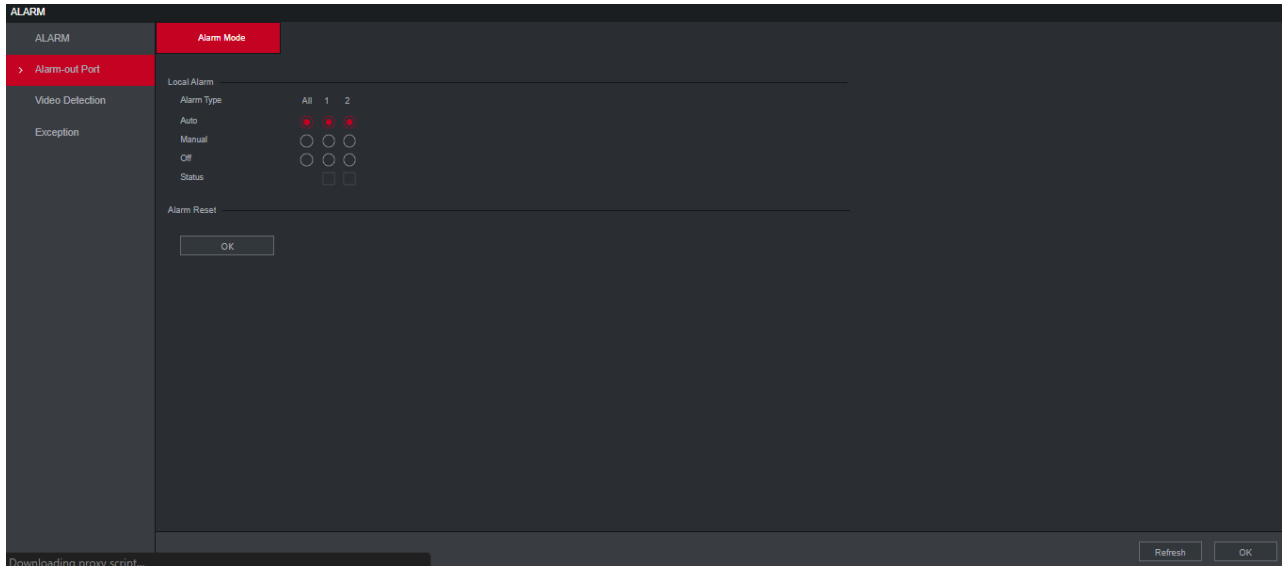 ALARM
ALARM
Alarm-out Port
Video Detection
Exception
Alarm Mode
Local Alarm
Alarm Type All 1 2
Auto
Manual
Off
Status
Alarm Reset
OK
Refresh OK
Downloading proxy script...